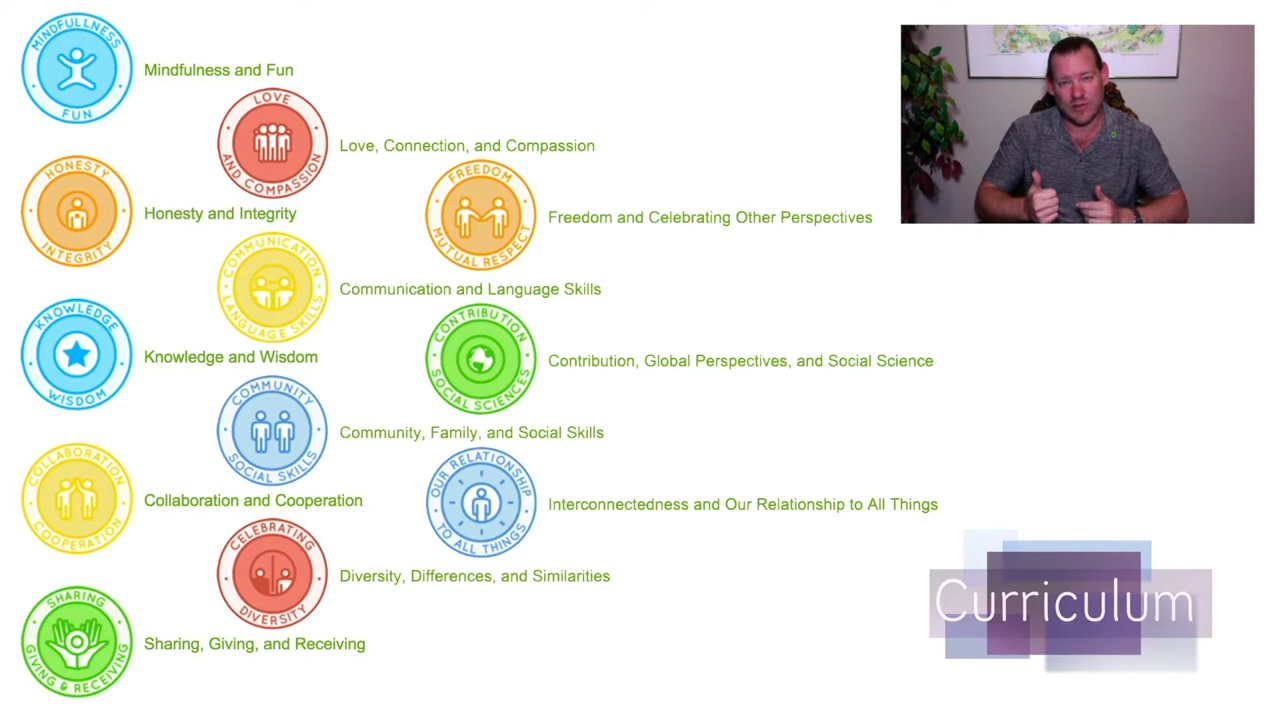 MINDFULLNESS
FUN
Mindfulness and Fun
LOVE
AND COMPASSION
Love, Connection, and Compassion
HONESTY
INTEGRITY
Honesty and Integrity
FREEDOM
MUTUAL RESPECT
Freedom and Celebrating Other Perspectives
COMMUNICATION
LANGUAGE SKILLS
Communication and Language Skills
KNOWLEDGE
WISDOM
Knowledge and Wisdom
CONTRIBUTION
SOCIAL SCIENCES
Contribution, Global Perspectives, and Social Science
COMMUNITY
SOCIAL SKILLS
Community, Family, and Social Skills
COLLABORATION
COOPERATION
Collaboration and Cooperation
OUR RELATIONSHIP
TO ALL THINGS
Interconnectedness and Our Relationship to All Things
CELEBRATING
DIVERSITY
Diversity, Differences, and Similarities
SHARING
GIVING & RECEIVING
Sharing, Giving, and Receiving
Curriculum